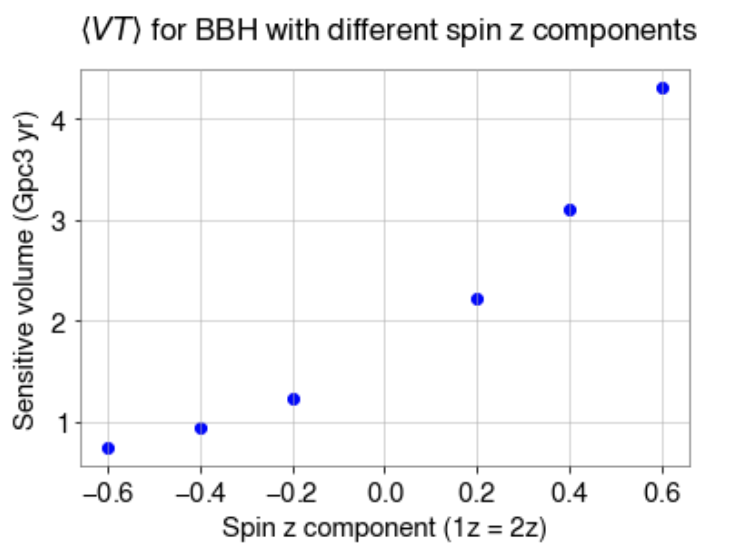 ⟨VT⟩ for BBH with different spin z components
Sensitive volume (Gpc3 yr)
4
3
2
1
−0.6 −0.4 −0.2 0.0 0.2 0.4 0.6
Spin z component (1z = 2z)